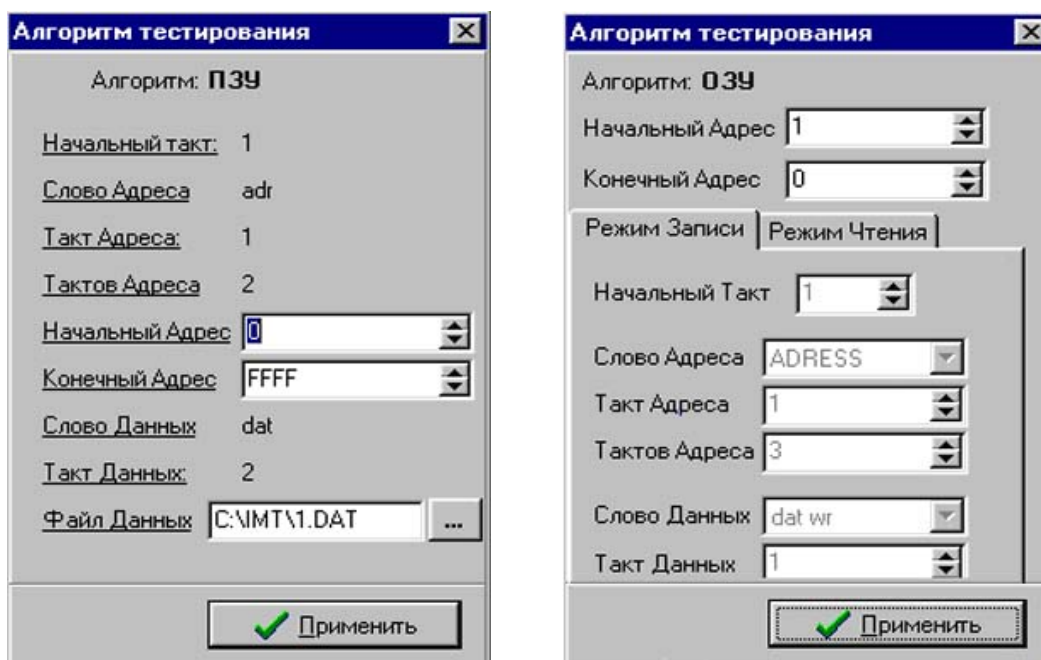 Алгоритм тестирования
Алгоритм: ПЗУ
Начальный такт: 1
Слово Адреса adr
Такт Адреса: 1
Тактов Адреса 2
Начальный Адрес 0
Конечный Адрес FFFF
Слово Данных dat
Такт Данных: 2
Файл Данных C:\IMT\1.DAT ...
Применить
Алгоритм тестирования
Алгоритм: ОЗУ
Начальный Адрес 1
Конечный Адрес 0
Режим Записи Режим Чтения
Начальный Такт 1
Слово Адреса ADRESS
Такт Адреса 1
Тактов Адреса 3
Слово Данных dat wr
Такт Данных 1
Применить